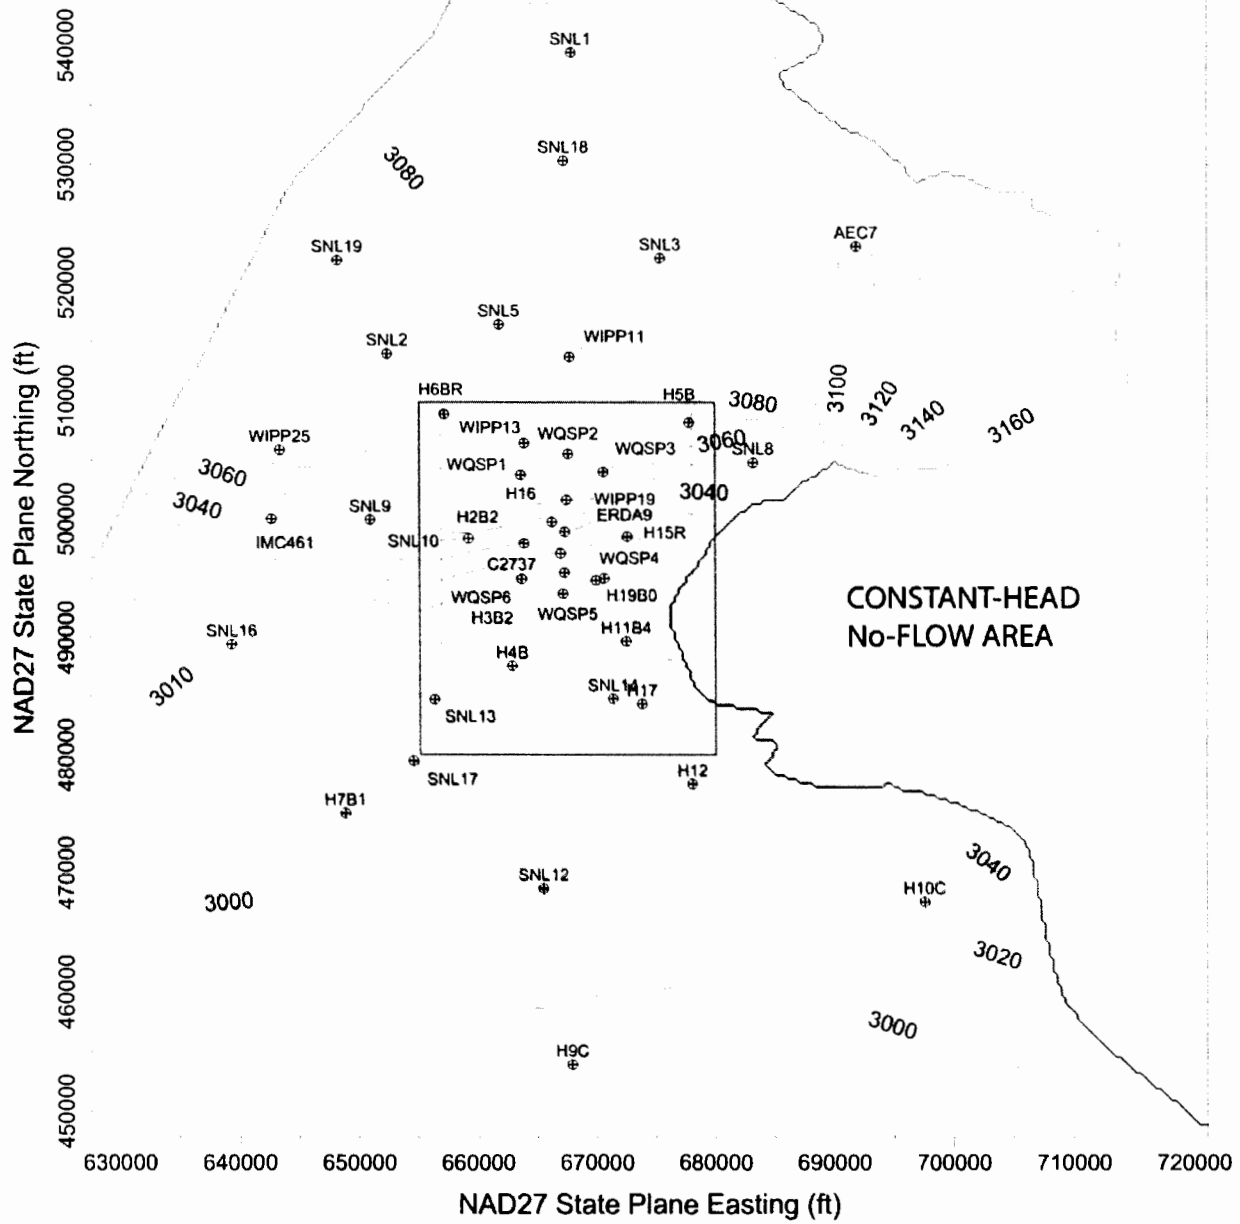 540000
530000
520000
510000
500000
490000
480000
470000
460000
450000
NAD27 State Plane Northing (ft)
SNL1
SNL18
3080
SNL19
SNL3
AEC7
SNL5
SNL2
WIPP11
H6BR
H5B
3080
3100
3120
3140
3160
WIPP25
WIPP13
WQSP2
WQSP3
3060
SNL8
3060
WQSP1
3040
3040
H16
WIPP19
SNL9
H2B2
ERDA9
IMC461
SNL10
H15R
C2737
WQSP4
WQSP6
H19B0
H3B2
WQSP5
CONSTANT-HEAD
No-FLOW AREA
SNL16
H11B4
H4B
3010
SNL14
H17
SNL13
SNL17
H12
H7B1
SNL12
3040
H10C
3000
3020
3000
H9C
630000
640000
650000
660000
670000
680000
690000
700000
710000
720000
NAD27 State Plane Easting (ft)